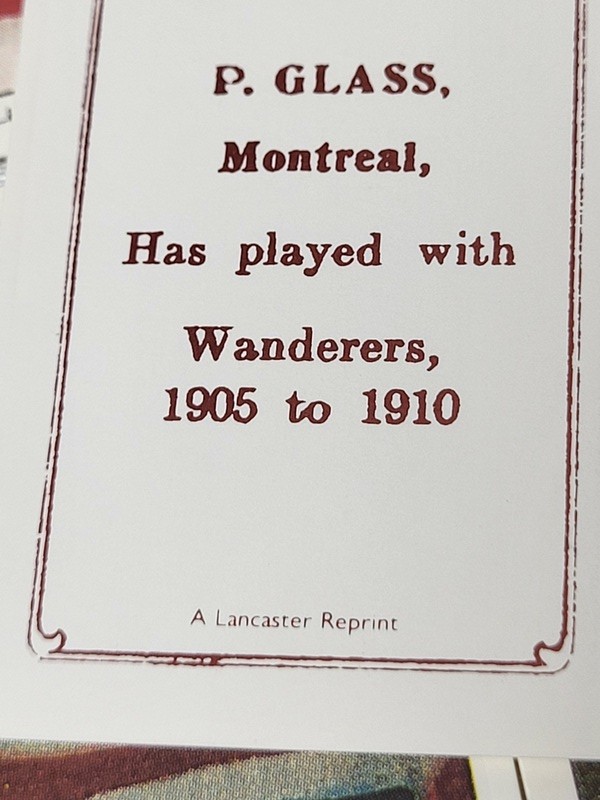 P. GLASS,
Montreal,
Has played with
Wanderers,
1905 to 1910
A Lancaster Reprint